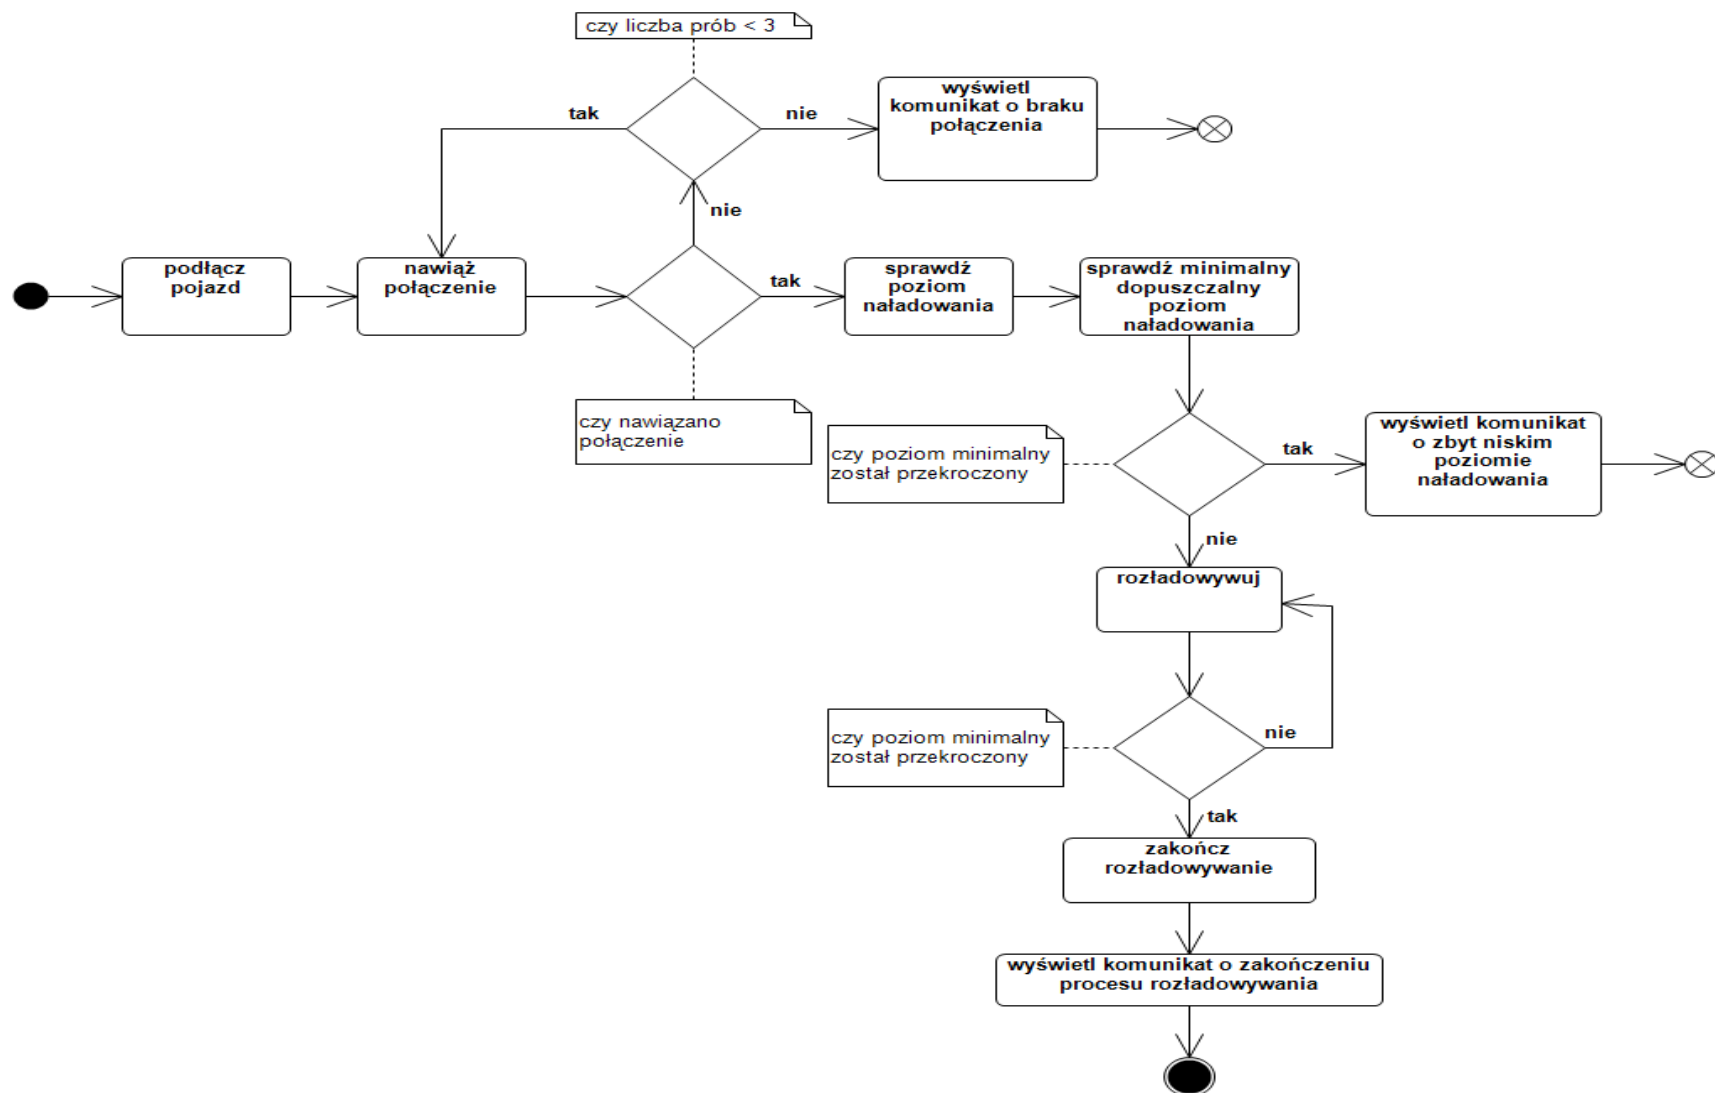 czy liczba prób < 3
wyświetl
komunikat o braku
połączenia
tak
nie
nie
podłącz
pojazd
nawiąż
połączenie
tak
sprawdź
poziom
naładowania
sprawdź minimalny
dopuszczalny
poziom
naładowania
czy nawiązano
połączenie
czy poziom minimalny
został przekroczony
tak
wyświetl komunikat
o zbyt niskim
poziomie
naładowania
nie
rozładowywuj
czy poziom minimalny
został przekroczony
nie
tak
zakończ
rozładowywanie
wyświetl komunikat o zakończeniu
procesu rozładowywania